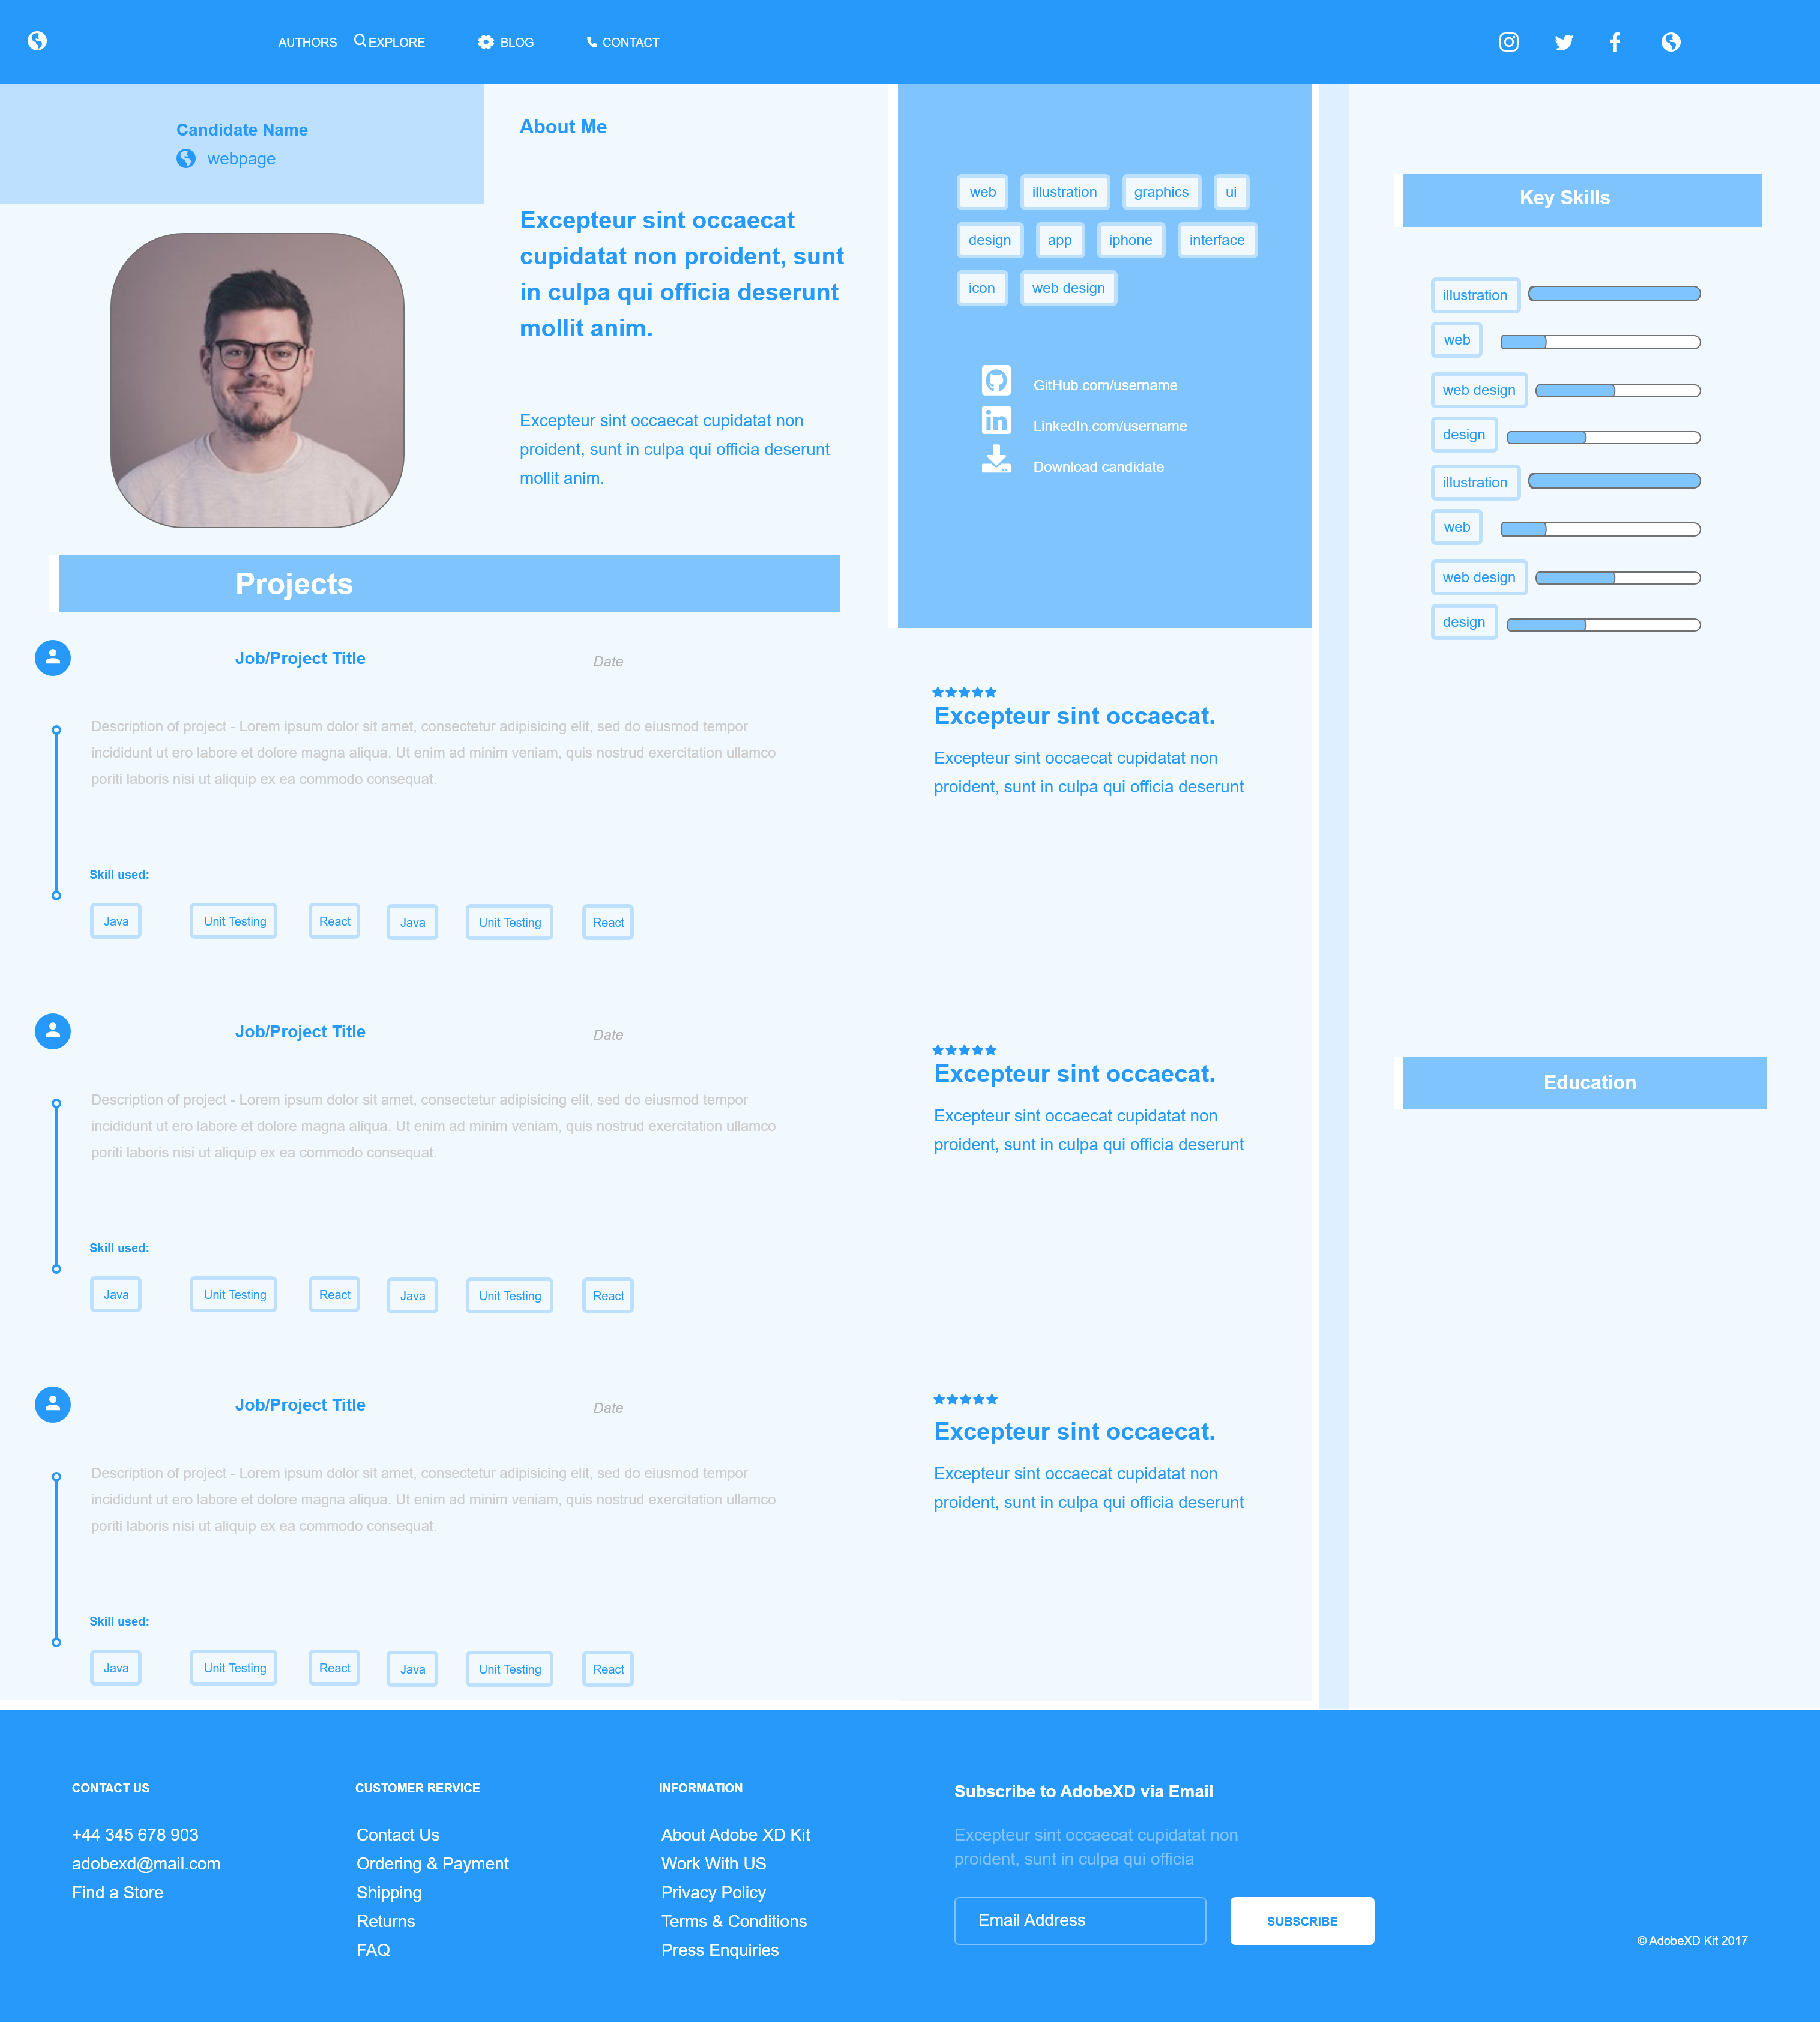 AUTHORS
EXPLORE
BLOG
CONTACT
Candidate Name
webpage
About Me
Excepteur sint occaecat
cupidatat non proident, sunt
in culpa qui officia deserunt
mollit anim.
Excepteur sint occaecat cupidatat non
proident, sunt in culpa qui officia deserunt
mollit anim.
web illustration graphics ui
design app iphone interface
icon web design
GitHub.com/username
LinkedIn.com/username
Download candidate
Key Skills
illustration
web
web design
design
illustration
web
web design
design
Projects
Job/Project Title
Date
Description of project - Lorem ipsum dolor sit amet, consectetur adipisicing elit, sed do eiusmod tempor
incididunt ut ero labore et dolore magna aliqua. Ut enim ad minim veniam, quis nostrud exercitation ullamco
poriti laboris nisi ut aliquip ex ea commodo consequat.
Skill used:
Java Unit Testing React Java Unit Testing React
Excepteur sint occaecat.
Excepteur sint occaecat cupidatat non
proident, sunt in culpa qui officia deserunt
Job/Project Title
Date
Description of project - Lorem ipsum dolor sit amet, consectetur adipisicing elit, sed do eiusmod tempor
incididunt ut ero labore et dolore magna aliqua. Ut enim ad minim veniam, quis nostrud exercitation ullamco
poriti laboris nisi ut aliquip ex ea commodo consequat.
Skill used:
Java Unit Testing React Java Unit Testing React
Excepteur sint occaecat.
Excepteur sint occaecat cupidatat non
proident, sunt in culpa qui officia deserunt
Education
Job/Project Title
Date
Description of project - Lorem ipsum dolor sit amet, consectetur adipisicing elit, sed do eiusmod tempor
incididunt ut ero labore et dolore magna aliqua. Ut enim ad minim veniam, quis nostrud exercitation ullamco
poriti laboris nisi ut aliquip ex ea commodo consequat.
Skill used:
Java Unit Testing React Java Unit Testing React
Excepteur sint occaecat.
Excepteur sint occaecat cupidatat non
proident, sunt in culpa qui officia deserunt
CONTACT US
+44 345 678 903
adobexd@mail.com
Find a Store
CUSTOMER RERVICE
Contact Us
Ordering & Payment
Shipping
Returns
FAQ
INFORMATION
About Adobe XD Kit
Work With US
Privacy Policy
Terms & Conditions
Press Enquiries
Subscribe to AdobeXD via Email
Excepteur sint occaecat cupidatat non
proident, sunt in culpa qui officia
Email Address
SUBSCRIBE
© AdobeXD Kit 2017